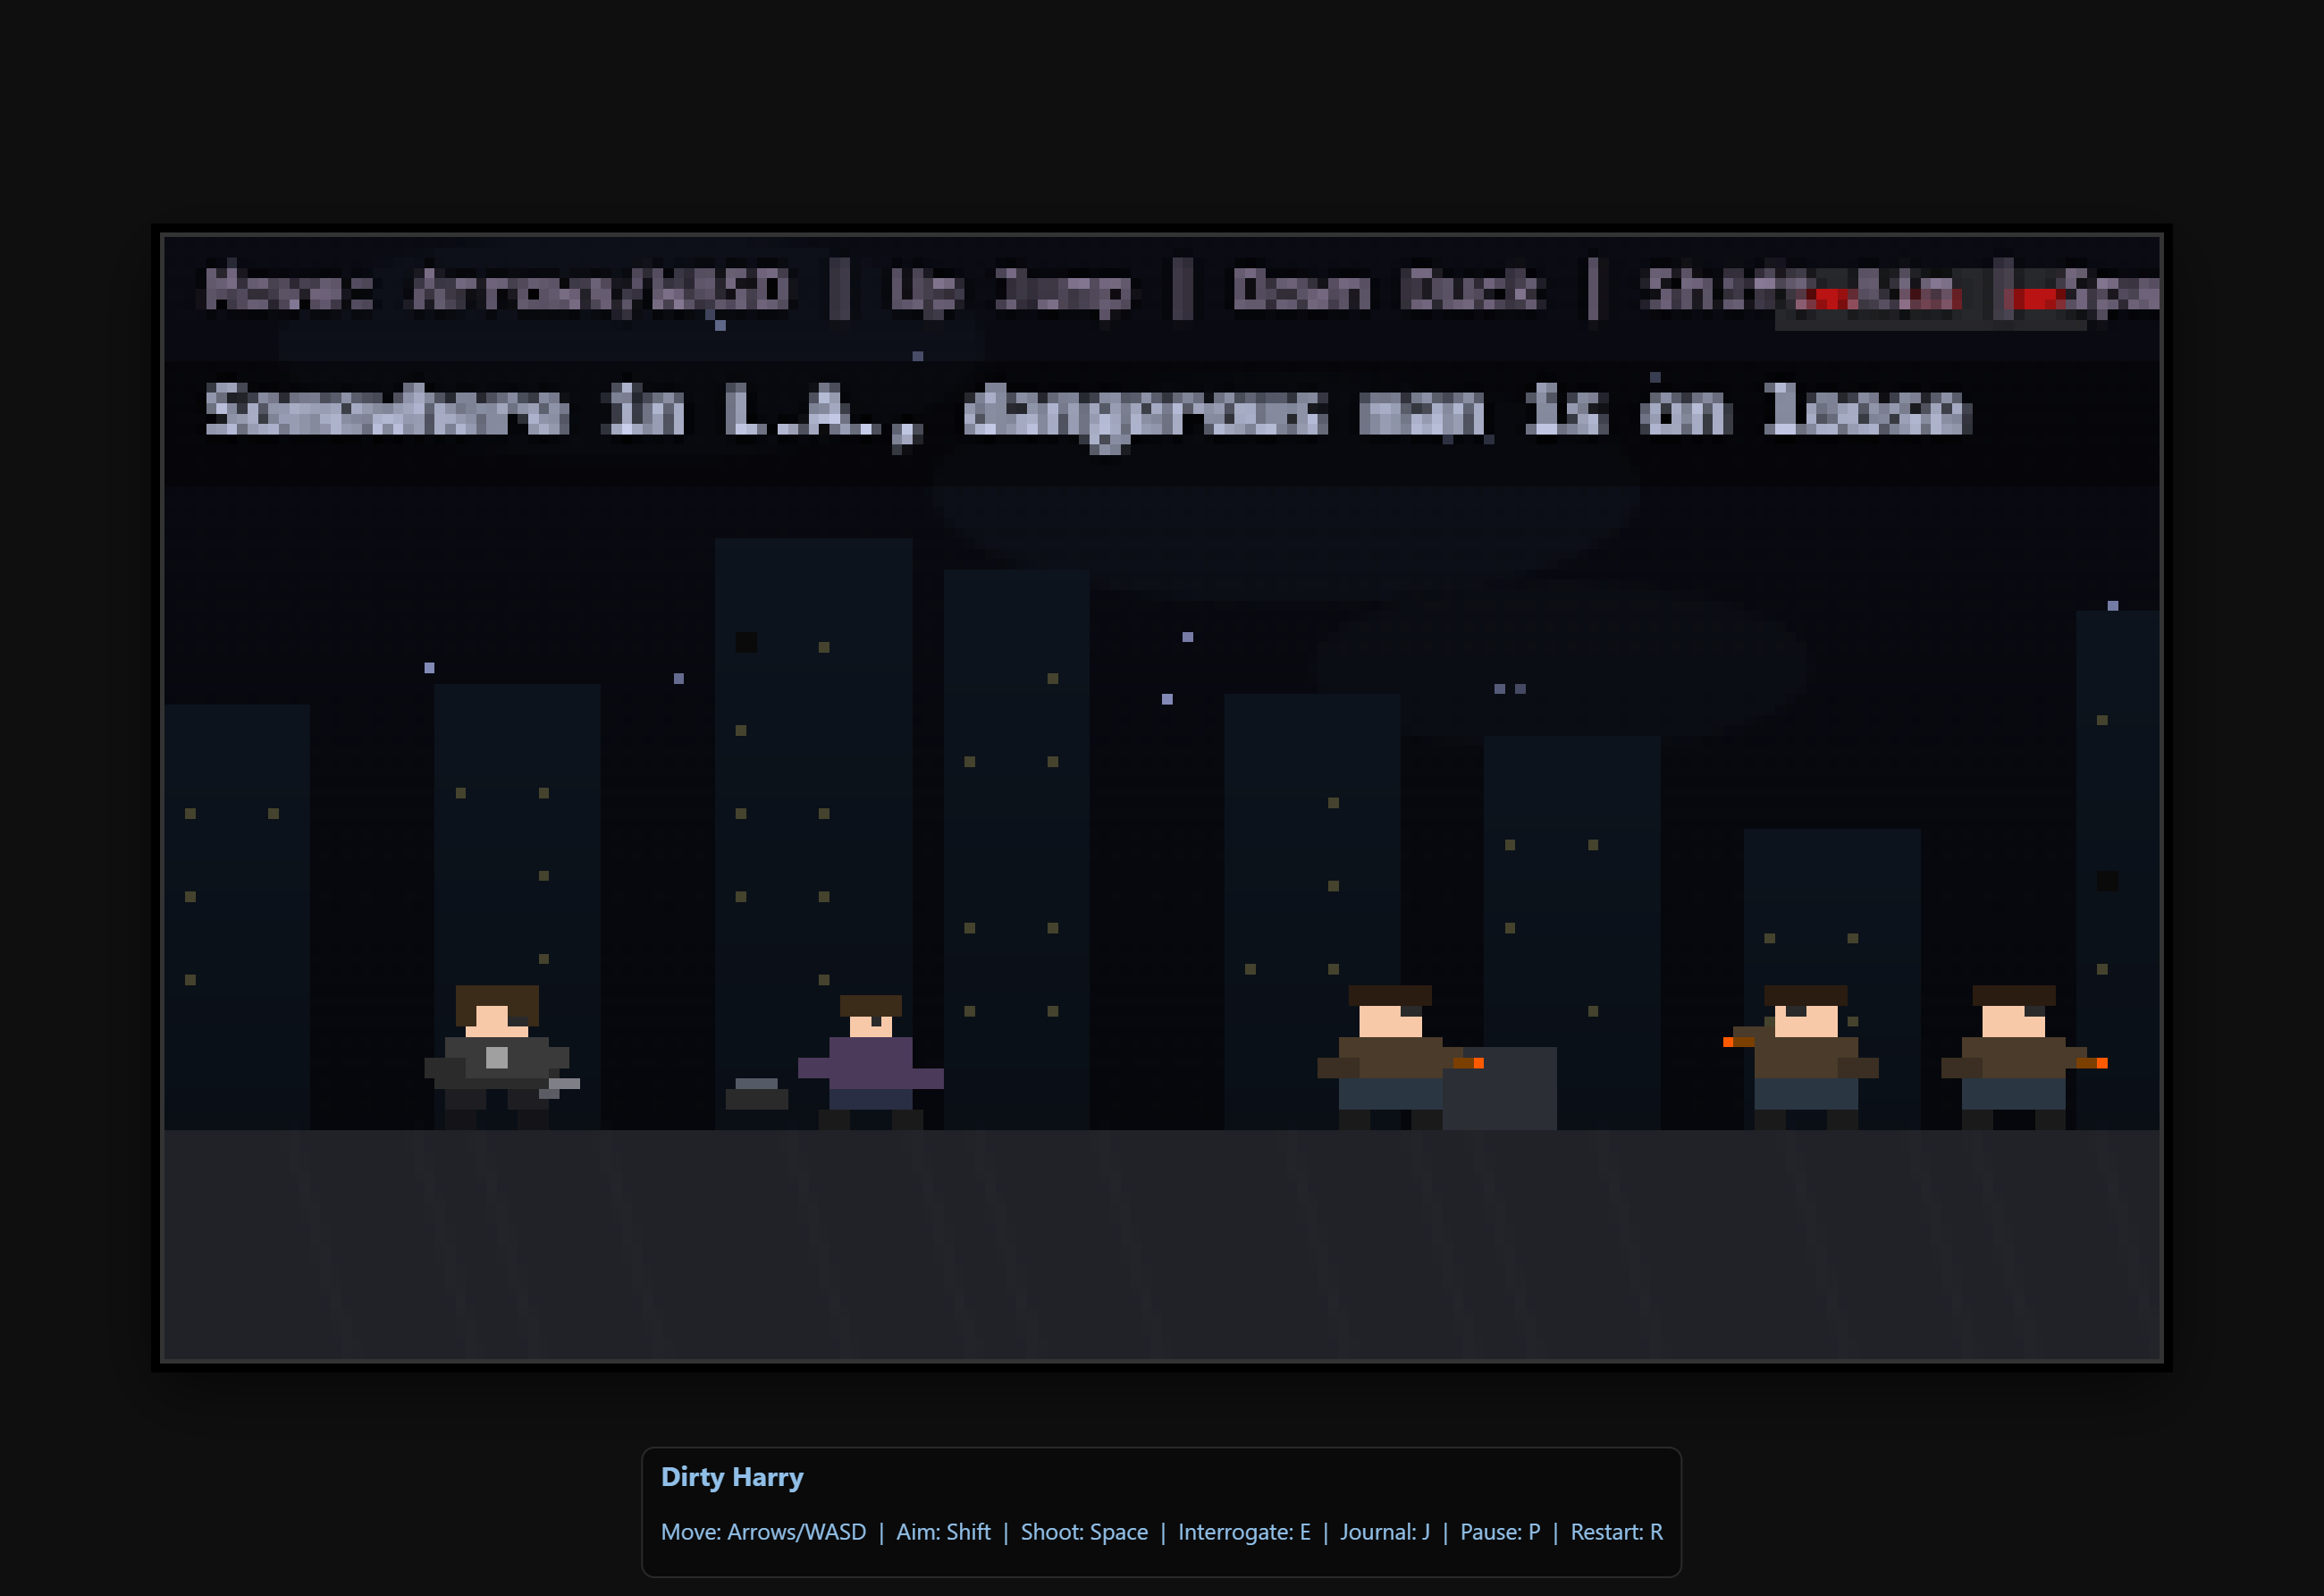 Move: Arrows/WASD | Up Jump | Down Duck | Shift Aim | Spa
Somewhere in L.A., dangerous man is on loose
Dirty Harry
Move: Arrows/WASD | Aim: Shift | Shoot: Space | Interrogate: E | Journal: J | Pause: P | Restart: R